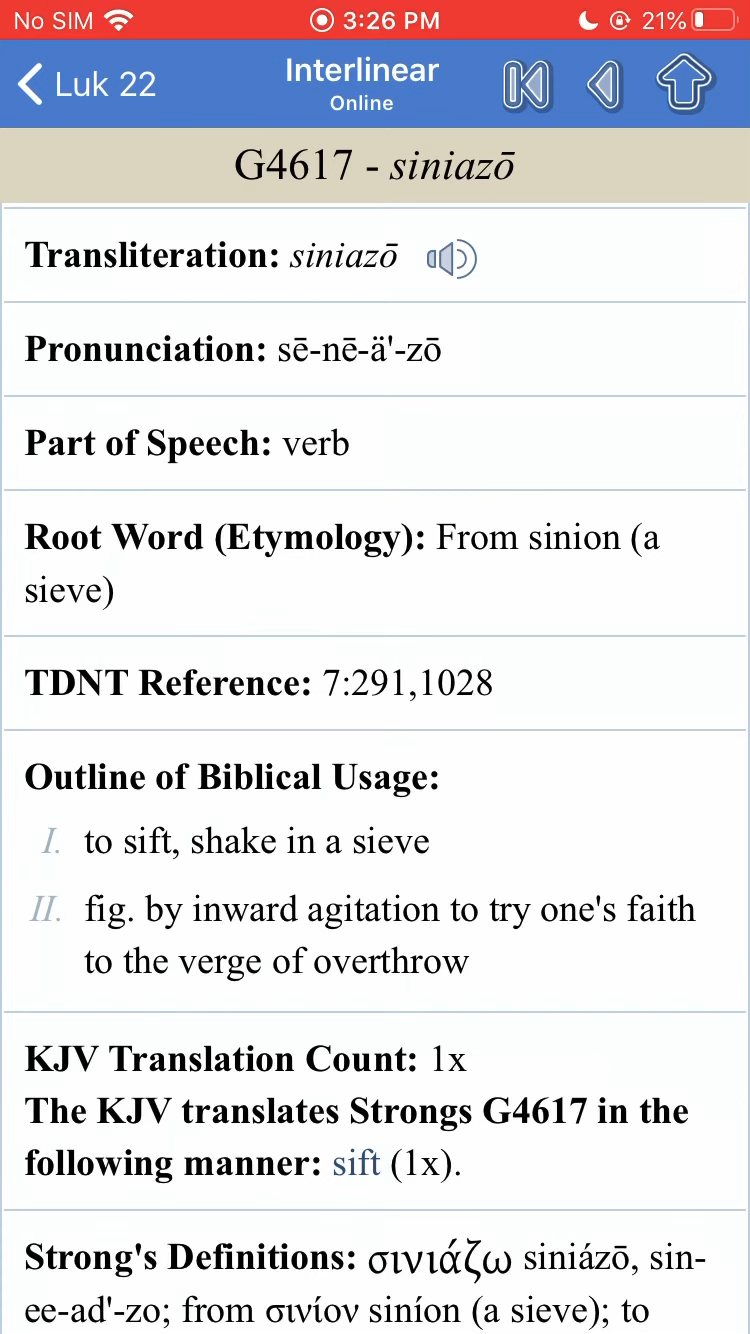 No SIM 3:26 PM 21%
Luk 22 Interlinear
Online
G4617 - siniazō
Transliteration: siniazō
Pronunciation: sē-nē-ä'-zō
Part of Speech: verb
Root Word (Etymology): From sinion (a
sieve)
TDNT Reference: 7:291,1028
Outline of Biblical Usage:
I. to sift, shake in a sieve
II. fig. by inward agitation to try one's faith
to the verge of overthrow
KJV Translation Count: 1x
The KJV translates Strongs G4617 in the
following manner: sift (1x).
Strong's Definitions: σινιάζω siniázō, sin-
ee-ad'-zo; from σινίον siníon (a sieve); to